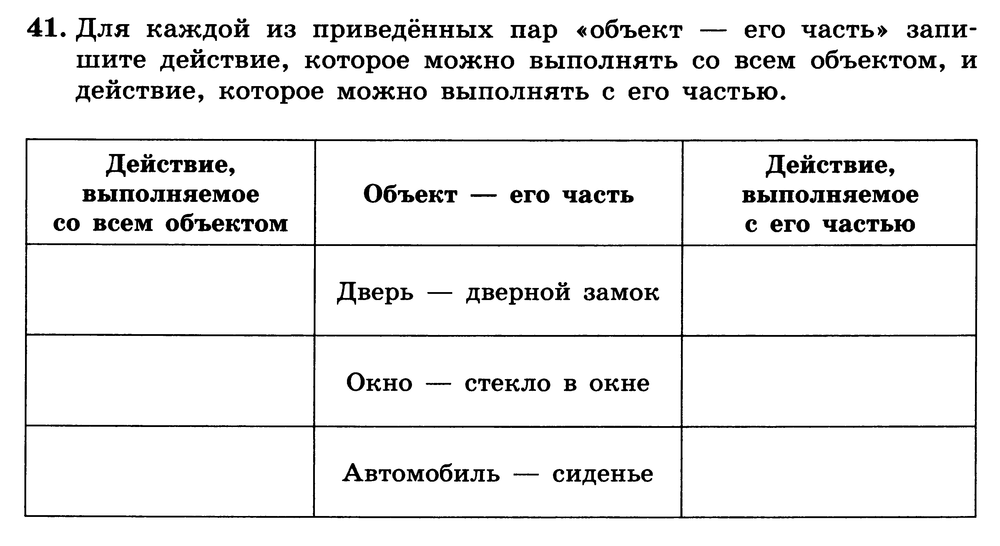 41. Для каждой из приведённых пар «объект — его часть» запи-
шите действие, которое можно выполнять со всем объектом, и
действие, которое можно выполнять с его частью.
Действие,
выполняемое
со всем объектом
Объект — его часть
Действие,
выполняемое
с его частью
Дверь — дверной замок
Окно — стекло в окне
Автомобиль — сиденье